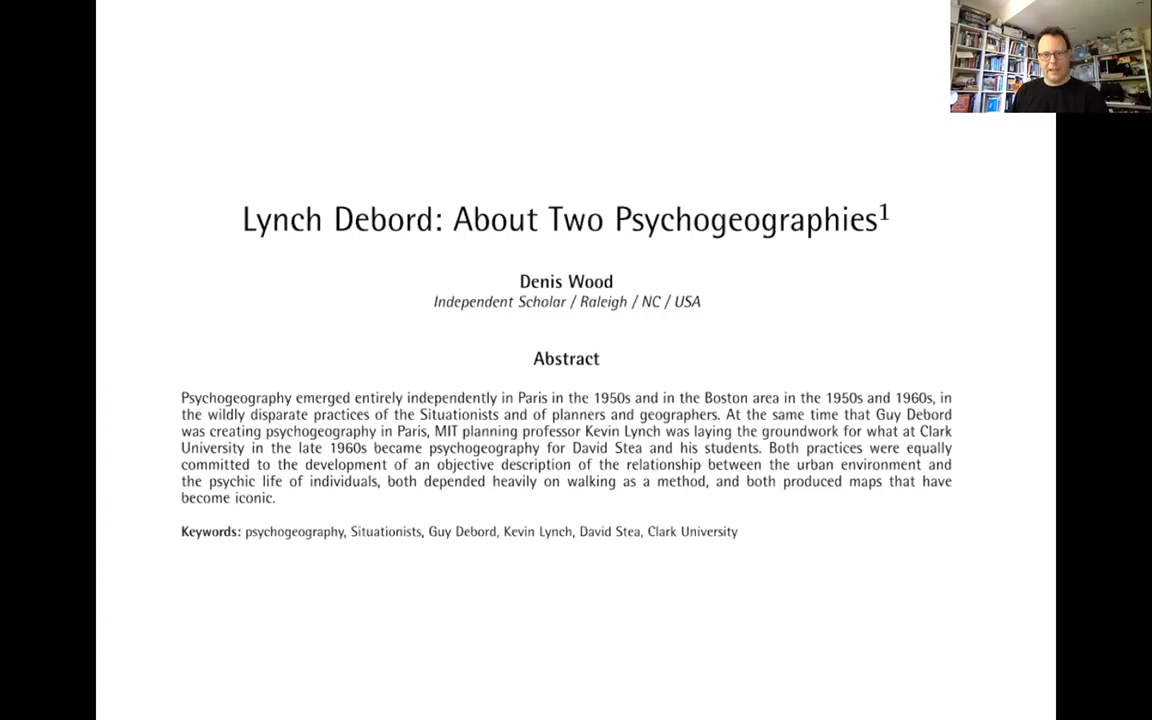 Lynch Debord: About Two Psychogeographies¹
Denis Wood
Independent Scholar / Raleigh / NC / USA
Abstract
Psychogeography emerged entirely independently in Paris in the 1950s and in the Boston area in the 1950s and 1960s, in
the wildly disparate practices of the Situationists and of planners and geographers. At the same time that Guy Debord
was creating psychogeography in Paris, MIT planning professor Kevin Lynch was laying the groundwork for what at Clark
University in the late 1960s became psychogeography for David Stea and his students. Both practices were equally
committed to the development of an objective description of the relationship between the urban environment and
the psychic life of individuals, both depended heavily on walking as a method, and both produced maps that have
become iconic.
Keywords: psychogeography, Situationists, Guy Debord, Kevin Lynch, David Stea, Clark University